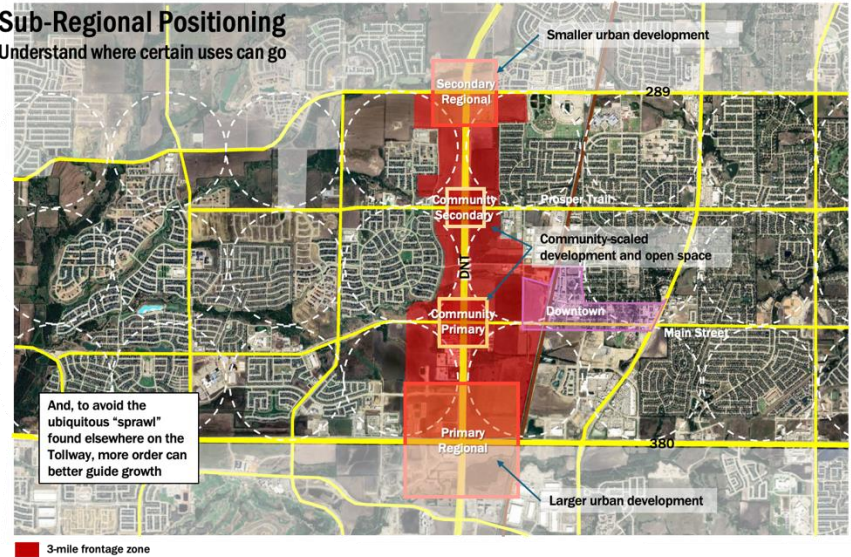 Sub-Regional Positioning
Understand where certain uses can go
Smaller urban development
Secondary
Regional
289
Community
Secondary
Prosper Trail
Community-scaled
development and open space
DNT
Downtown
Community
Primary
Main Street
And, to avoid the
ubiquitous “sprawl”
found elsewhere on the
Tollway, more order can
better guide growth
Primary
Regional
380
Larger urban development
3-mile frontage zone